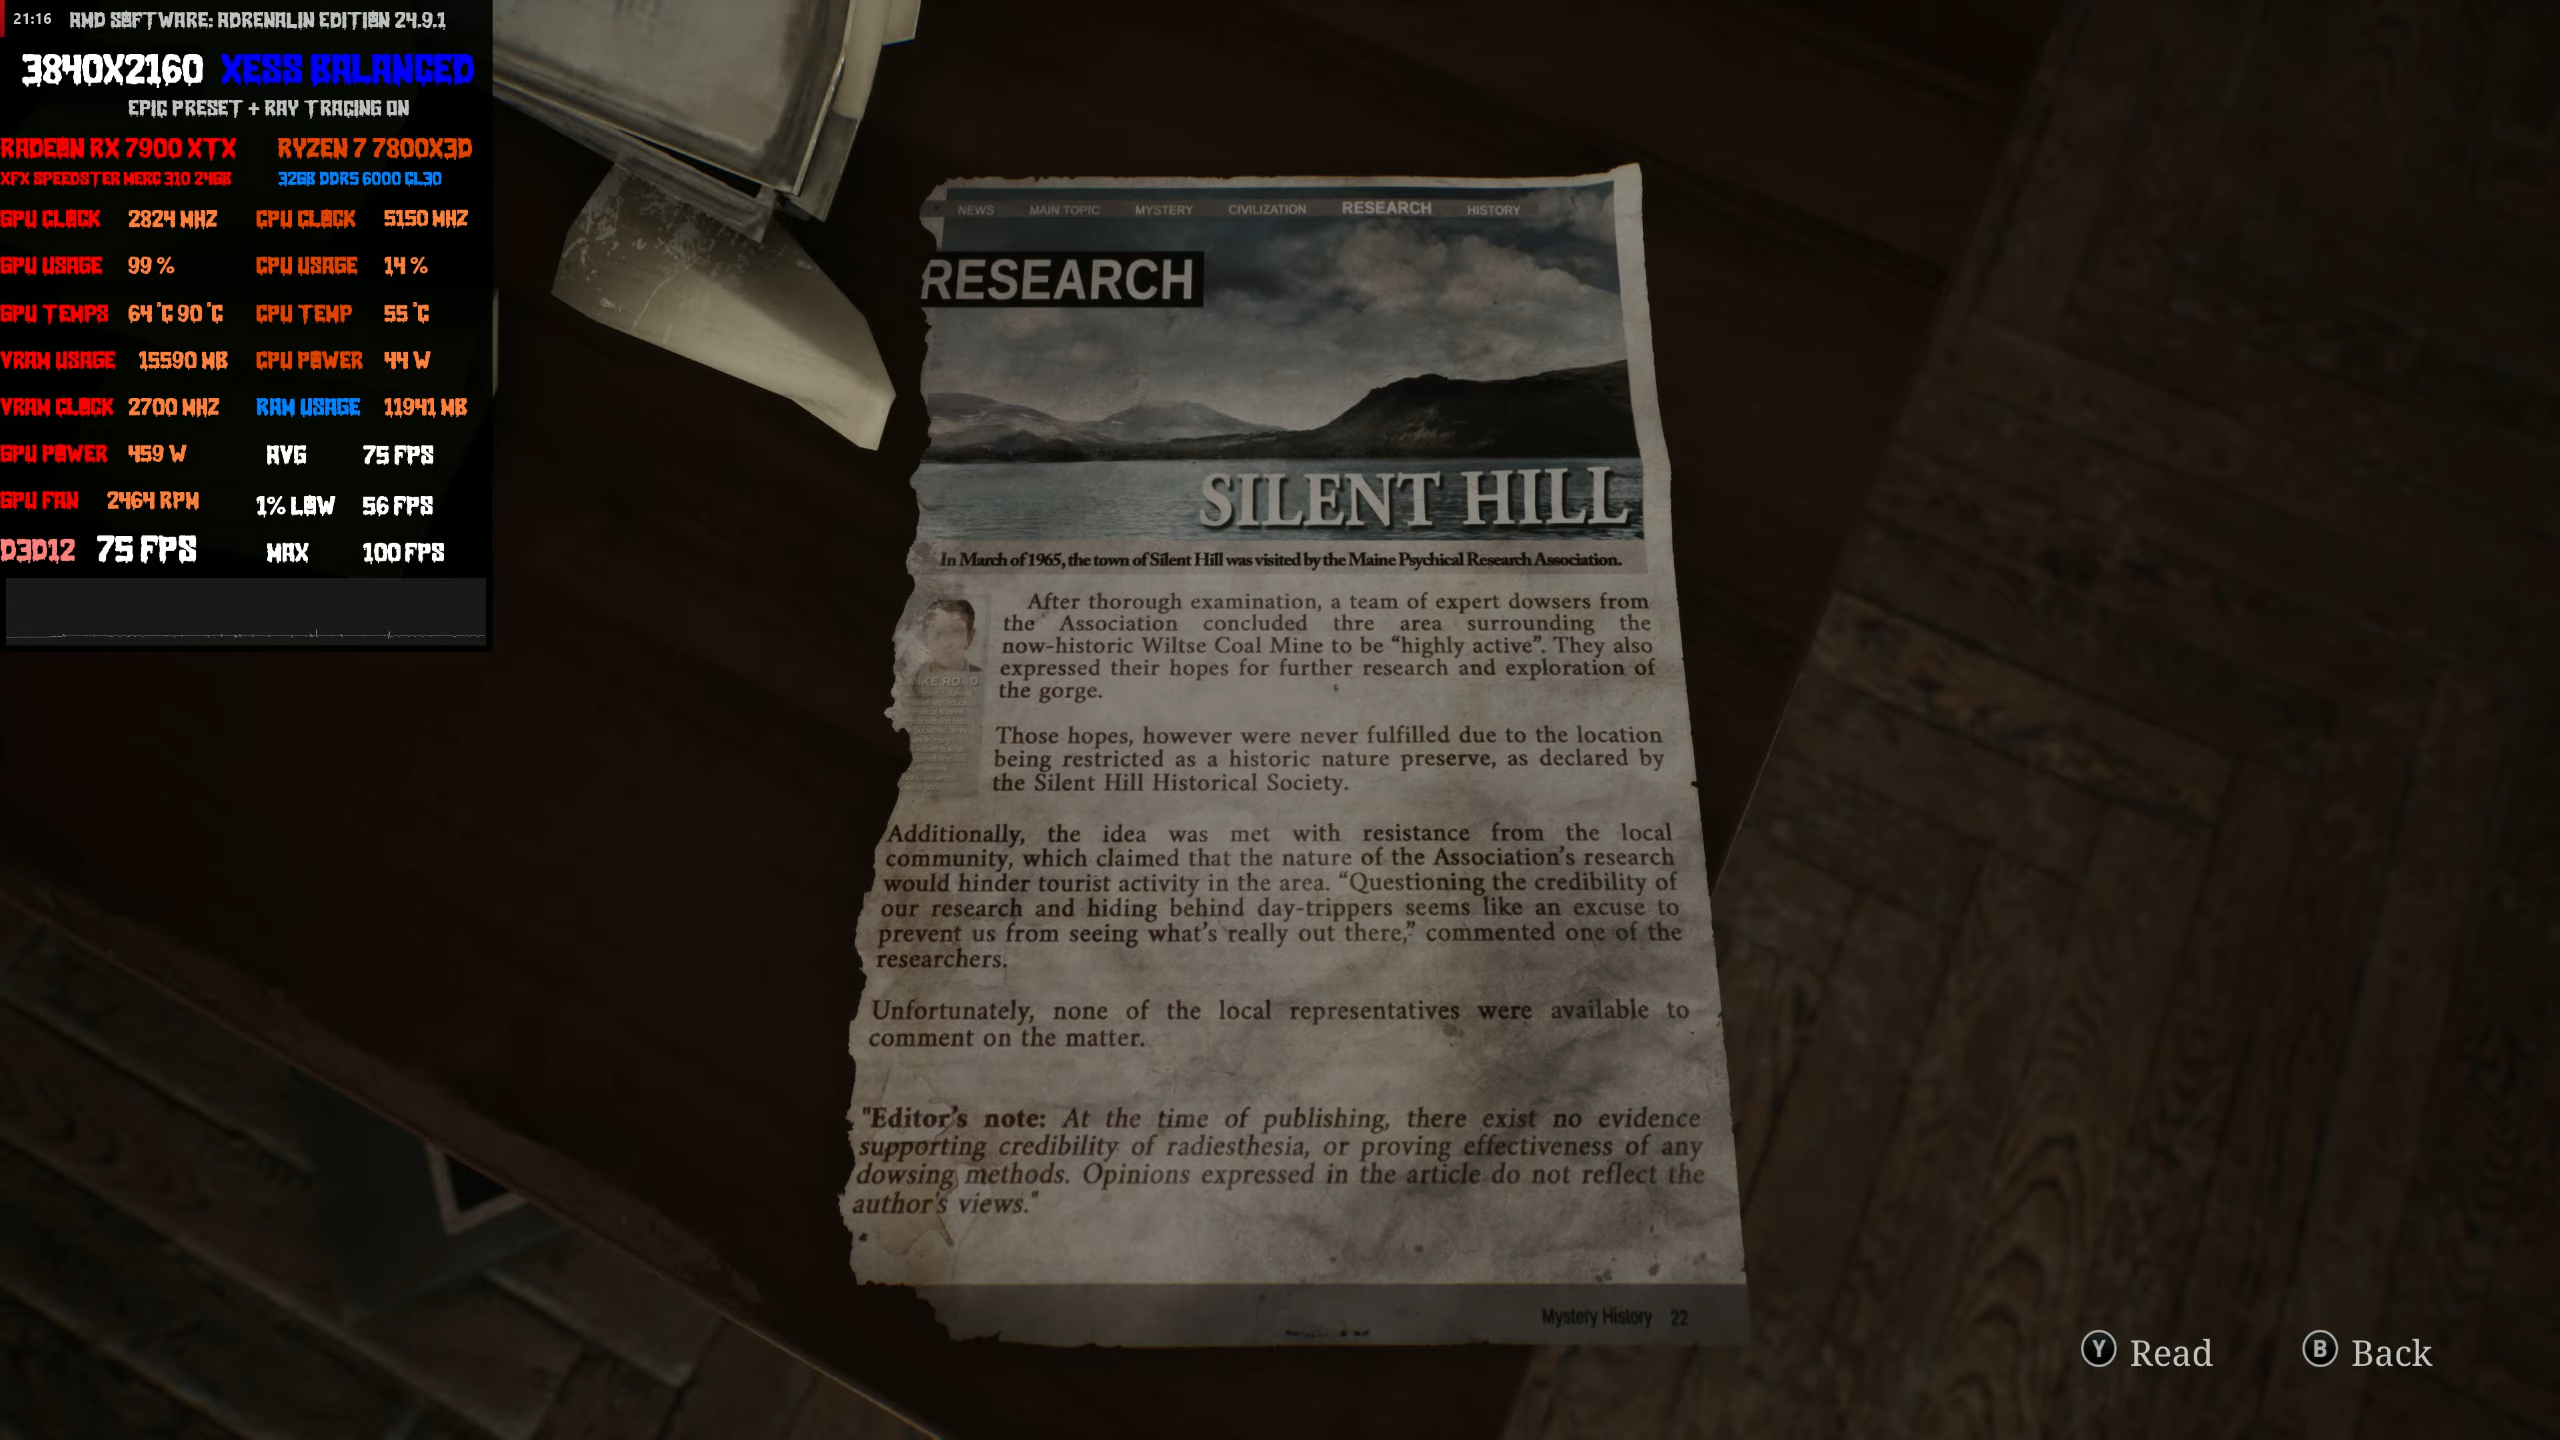 21:16 AMD SOFTWARE: ADRENALIN EDITION 24.9.1
3840X2160 XESS BALANCED
EPIC PRESET + RAY TRACING ON
RADEON RX 7900 XTX RYZEN 7 7800X3D
XFX SPEEDSTER MERC 310 24GB 32GB DDR5 6000 CL30
GPU CLOCK 2824 MHZ CPU CLOCK 5150 MHZ
GPU USAGE 99 % CPU USAGE 14 %
GPU TEMPS 64°C 90°C CPU TEMP 55°C
VRAM USAGE 15590 MB CPU POWER 44 W
VRAM CLOCK 2700 MHZ RAM USAGE 11941 MB
GPU POWER 459 W AVG 75 FPS
GPU FAN 2464 RPM 1% LOW 56 FPS
D3D12 75 FPS MAX 100 FPS
NEWS MAIN TOPIC MYSTERY CIVILIZATION RESEARCH HISTORY
RESEARCH
SILENT HILL
In March of 1965, the town of Silent Hill was visited by the Maine Psychical Research Association.
After thorough examination, a team of expert dowsers from
the Association concluded thre area surrounding the
now-historic Wiltse Coal Mine to be “highly active”. They also
expressed their hopes for further research and exploration of
the gorge.
Those hopes, however were never fulfilled due to the location
being restricted as a historic nature preserve, as declared by
the Silent Hill Historical Society.
Additionally, the idea was met with resistance from the local
community, which claimed that the nature of the Association’s research
would hinder tourist activity in the area. “Questioning the credibility of
our research and hiding behind day-trippers seems like an excuse to
prevent us from seeing what’s really out there,” commented one of the
researchers.
Unfortunately, none of the local representatives were available to
comment on the matter.
"Editor’s note: At the time of publishing, there exist no evidence
supporting credibility of radiesthesia, or proving effectiveness of any
dowsing methods. Opinions expressed in the article do not reflect the
author's views."
Mystery History 22
Y Read B Back